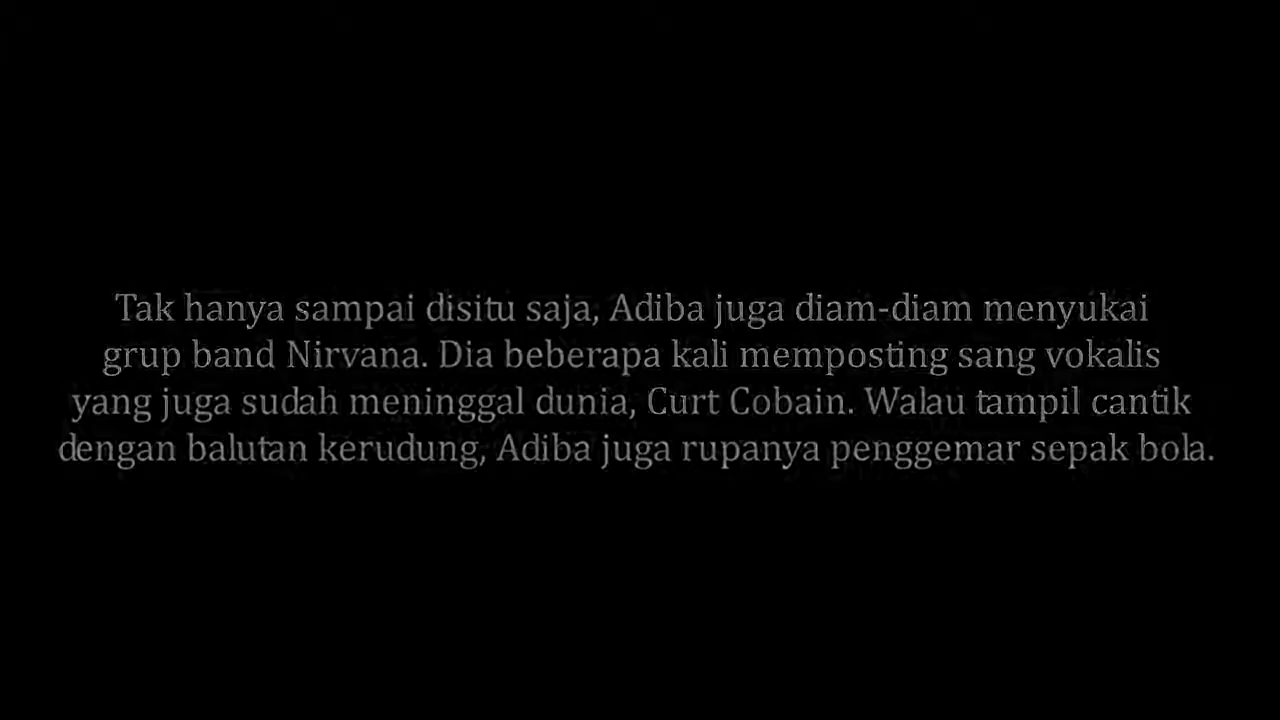 Tak hanya sampai disitu saja, Adiba juga diam-diam menyukai
grup band Nirvana. Dia beberapa kali memposting sang vokalis
yang juga sudah meninggal dunia, Curt Cobain. Walau tampil cantik
dengan balutan kerudung, Adiba juga rupanya penggemar sepak bola.